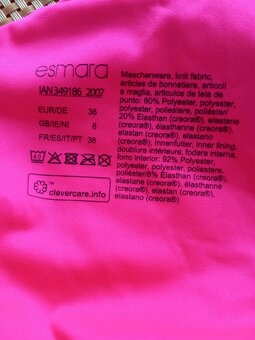 esmara
IAN 349186 2007
EUR/DE 36
GB/IE/NI 8
FR/ES/IT/PT 38
™
clevercare.info
Maschenware, knit fabric,
articles de bonneterie, articoli
a maglia, artículos de tela de
punto: 80% Polyester, polyester,
polyester, poliestere, poliéster/
20% Elasthan (creora®), elastane
(creora®), élasthanne (creora®),
elastan (creora®), elastano
(creora®), Innenfutter, inner lining,
doublure intérieure, fodera interna,
forro interior: 92% Polyester,
polyester, polyester, poliestere,
poliéster/8% Elasthan (creora®),
elastane (creora®), élasthanne
(creora®), elastan (creora®),
elastano (creora®)